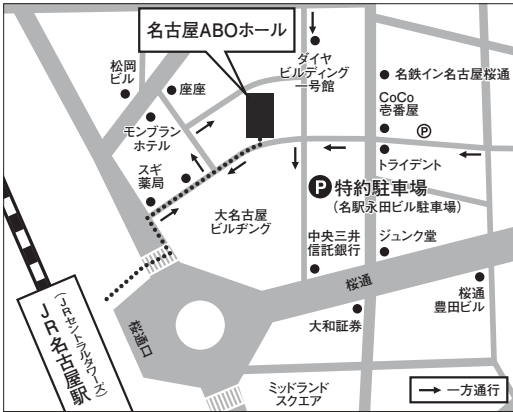 名古屋ABOホール
松岡
ビル
座座
モンブラン
ホテル
スギ
薬局
ダイヤ
ビルディング
一号館
名鉄イン名古屋桜通
CoCo
壱番屋
P
トライデント
P 特約駐車場
(名駅永田ビル駐車場)
大名古屋
ビルヂング
中央三井
信託銀行
ジュンク堂
桜通
桜通
豊田ビル
大和証券
桜通口
JR名古屋駅
(JRセントラルタワーズ)
ミッドランド
スクエア
一方通行